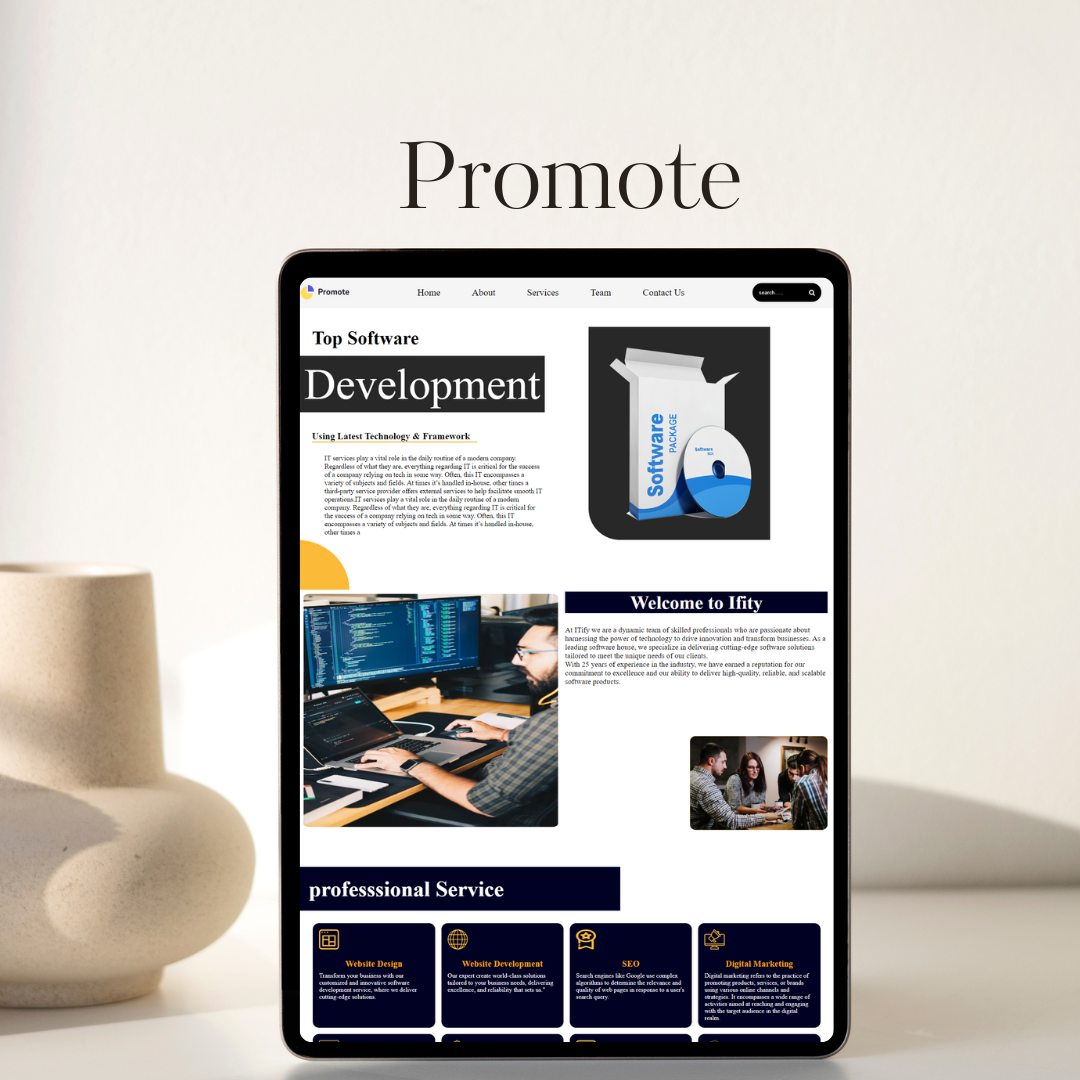 Promote
Promote
Home
About
Services
Team
Contact Us
search.....
Top Software
Development
Using Latest Technology & Framework
IT services play a vital role in the daily routine of a modern company.
Regardless of what they are, everything regarding IT is critical for the success
of a company relying on tech in some way. Often, this IT encompasses a
variety of subjects and fields. At times it's handled in-house, other times a
third-party service provider offers external services to help facilitate smooth IT
operations.IT services play a vital role in the daily routine of a modern
company. Regardless of what they are, everything regarding IT is critical for
the success of a company relying on tech in some way. Often, this IT
encompasses a variety of subjects and fields. At times it's handled in-house,
other times a
Software
PACKAGE
Software
Welcome to Ifity
At ITify we are a dynamic team of skilled professionals who are passionate about
harnessing the power of technology to drive innovation and transform businesses. As a
leading software house, we specialize in delivering cutting-edge software solutions
tailored to meet the unique needs of our clients.
With 25 years of experience in the industry, we have earned a reputation for our
commitment to excellence and our ability to deliver high-quality, reliable, and scalable
software products.
professsional Service
Website Design
Transform your business with our
customized and innovative software
development service, where we deliver
cutting-edge solutions.
Website Development
Our expert create world-class solutions
tailored to your business needs, delivering
excellence, and reliability that sets us."
SEO
Search engines like Google use complex
algorithms to determine the relevance and
quality of web pages in response to a user's
search query.
Digital Marketing
Digital marketing refers to the practice of
promoting products, services, or brands
using various online channels and
strategies. It encompasses a wide range of
activities aimed at reaching and engaging
with the target audience in the digital
realm.